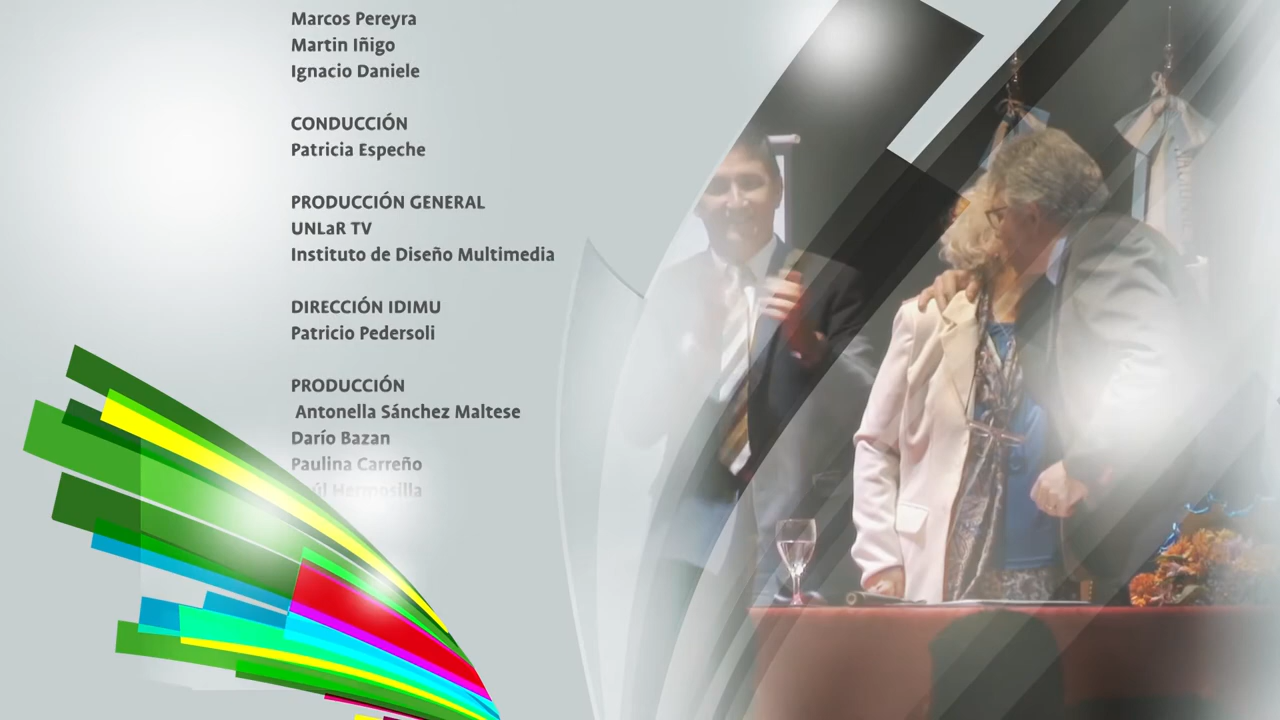 Marcos Pereyra
Martin Iñigo
Ignacio Daniele
CONDUCCIÓN
Patricia Espeche
PRODUCCIÓN GENERAL
UNLaR TV
Instituto de Diseño Multimedia
DIRECCIÓN IDIMU
Patricio Pedersoli
PRODUCCIÓN
Antonella Sánchez Maltese
Darío Bazan
Paulina Carreño
Hermosilla